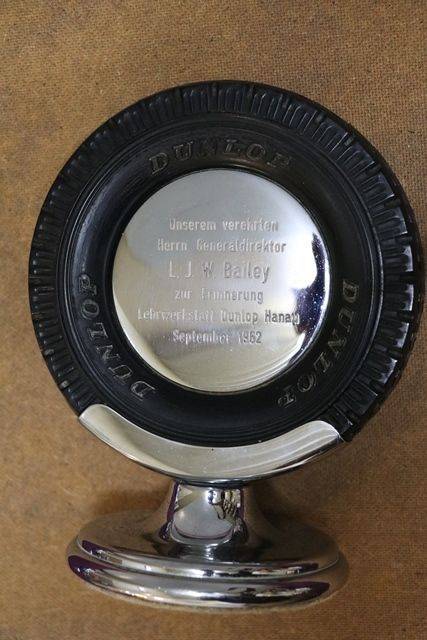 DUNLOP
Unserem verehrten
Herrn Generaldirektor
L. J. W. Bailey
zur Erinnerung
Lehrwerkstatt Dunlop Hanau
September 1962
DUNLOP
DUNLOP